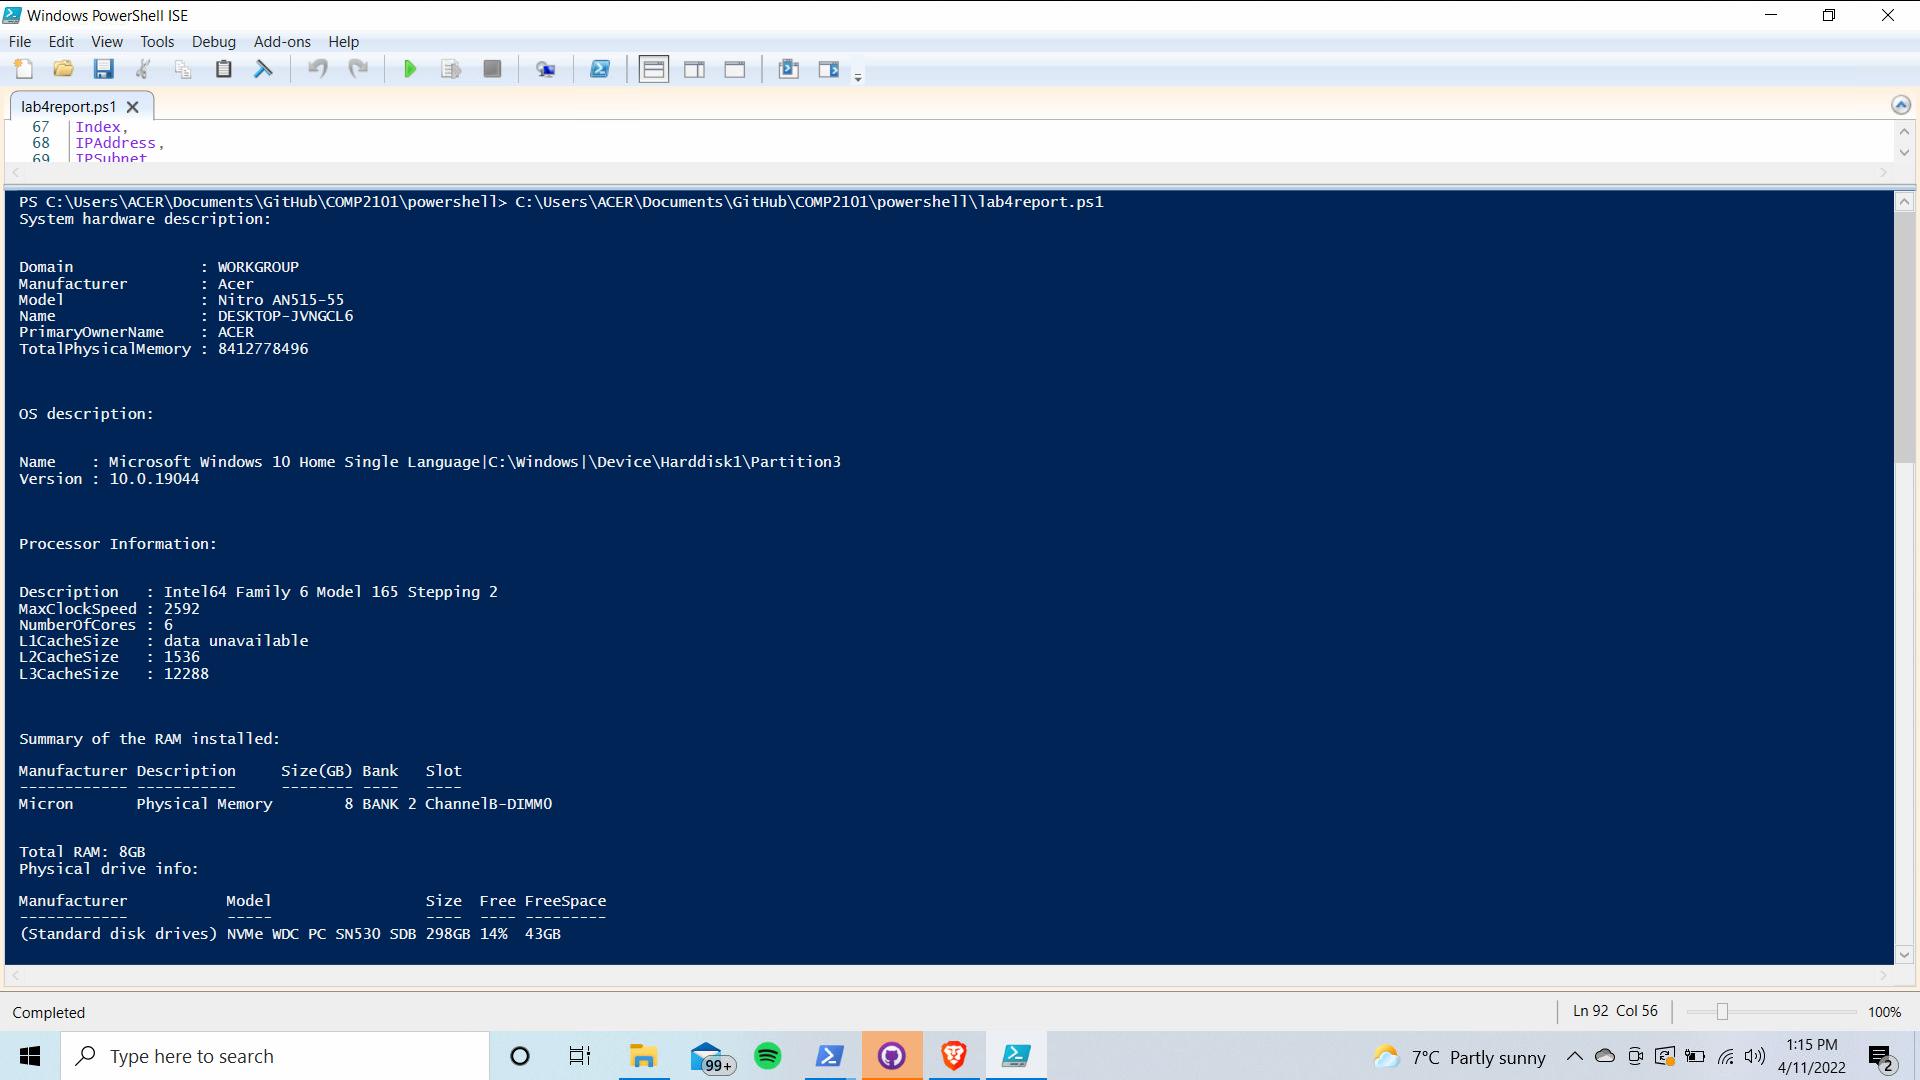 Windows PowerShell ISE
File Edit View Tools Debug Add-ons Help
lab4report.ps1
67 Index,
68 IPAddress,
69 IPSubnet
PS C:\Users\ACER\Documents\GitHub\COMP2101\powershell> C:\Users\ACER\Documents\GitHub\COMP2101\powershell\lab4report.ps1
System hardware description:
Domain : WORKGROUP
Manufacturer : Acer
Model : Nitro AN515-55
Name : DESKTOP-JVNGCL6
PrimaryOwnerName : ACER
TotalPhysicalMemory : 8412778496
OS description:
Name : Microsoft Windows 10 Home Single Language|C:\Windows|\Device\Harddisk1\Partition3
Version : 10.0.19044
Processor Information:
Description : Intel64 Family 6 Model 165 Stepping 2
MaxClockSpeed : 2592
NumberOfCores : 6
L1CacheSize : data unavailable
L2CacheSize : 1536
L3CacheSize : 12288
Summary of the RAM installed:
Manufacturer Description Size(GB) Bank Slot
------------ ----------- -------- ---- ----
Micron Physical Memory 8 BANK 2 ChannelB-DIMM0
Total RAM: 8GB
Physical drive info:
Manufacturer Model Size Free FreeSpace
------------ ----- ---- ---- ---------
(Standard disk drives) NVMe WDC PC SN530 SDB 298GB 14% 43GB
Completed
Ln 92 Col 56
100%
Type here to search
99+
7°C Partly sunny
1:15 PM
4/11/2022
2